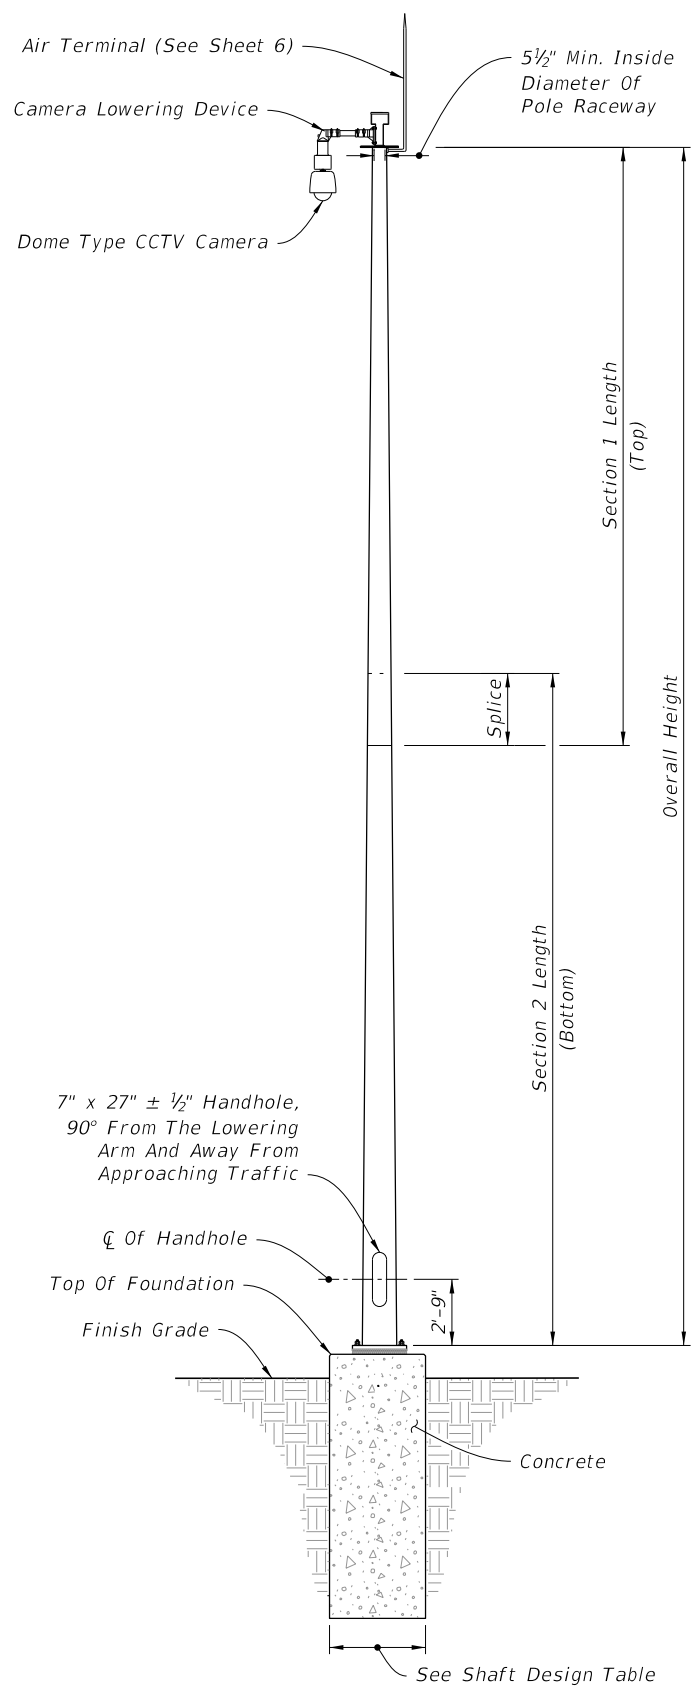 Air Terminal (See Sheet 6)
5½" Min. Inside
Diameter Of
Pole Raceway
Camera Lowering Device
Dome Type CCTV Camera
Section 1 Length
(Top)
Splice
Overall Height
Section 2 Length
(Bottom)
7" x 27" ± ½" Handhole,
90° From The Lowering
Arm And Away From
Approaching Traffic
℄ Of Handhole
Top Of Foundation
2'-9"
Finish Grade
Concrete
See Shaft Design Table